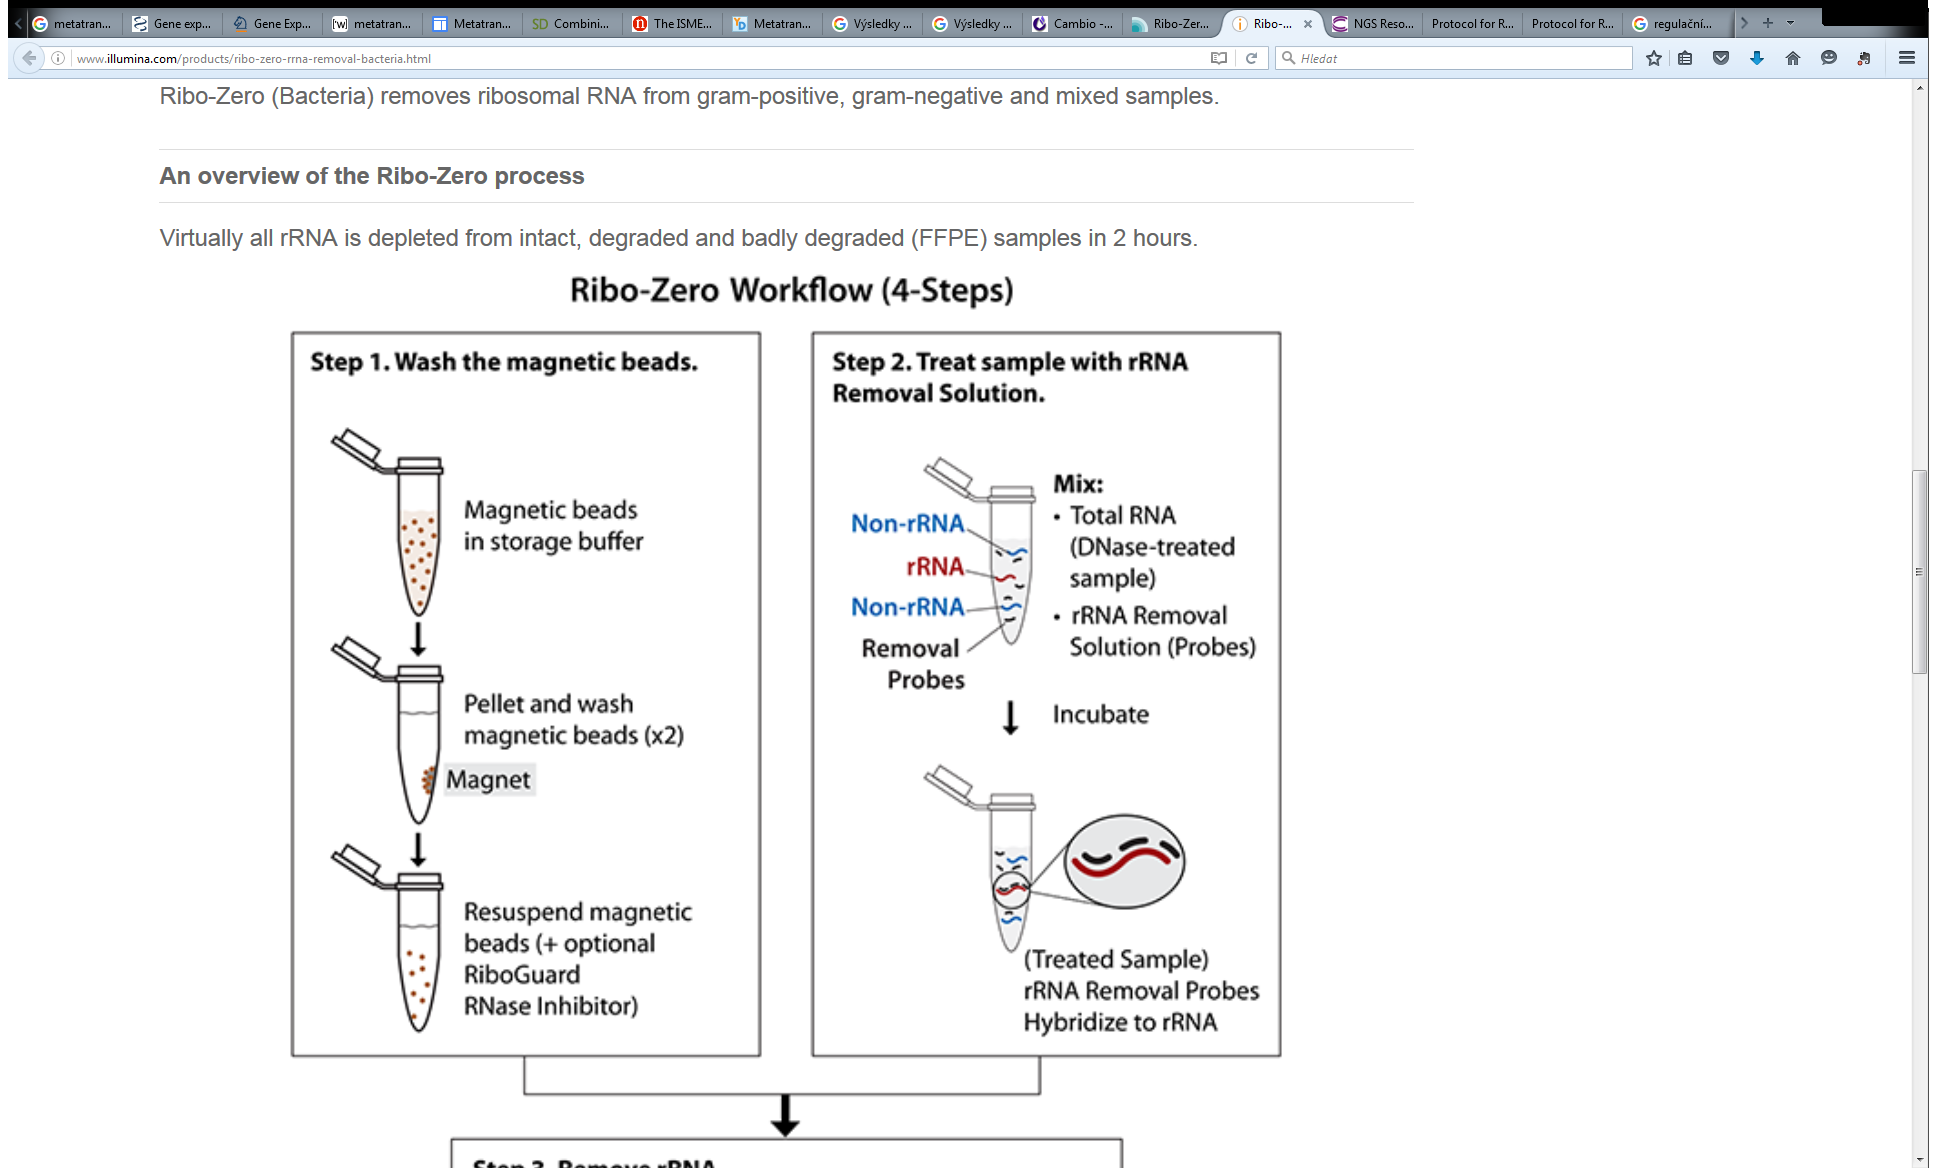 metatran...
Gene exp...
Gene Exp...
metatran...
Metatran...
Combini...
The ISME...
Metatran...
Výsledky ...
Výsledky ...
Cambio -...
Ribo-Zer...
Ribo-...
NGS Reso...
Protocol for R...
Protocol for R...
regulační...
www.illumina.com/products/ribo-zero-rrna-removal-bacteria.html
Hledat
Ribo-Zero (Bacteria) removes ribosomal RNA from gram-positive, gram-negative and mixed samples.
An overview of the Ribo-Zero process
Virtually all rRNA is depleted from intact, degraded and badly degraded (FFPE) samples in 2 hours.
Ribo-Zero Workflow (4-Steps)
Step 1. Wash the magnetic beads.
Magnetic beads
in storage buffer
Pellet and wash
magnetic beads (x2)
Magnet
Resuspend magnetic
beads (+ optional
RiboGuard
RNase Inhibitor)
Step 2. Treat sample with rRNA
Removal Solution.
Non-rRNA
rRNA
Non-rRNA
Removal
Probes
Mix:
• Total RNA
(DNase-treated
sample)
• rRNA Removal
Solution (Probes)
Incubate
(Treated Sample)
rRNA Removal Probes
Hybridize to rRNA
Step 3. Remove rRNA